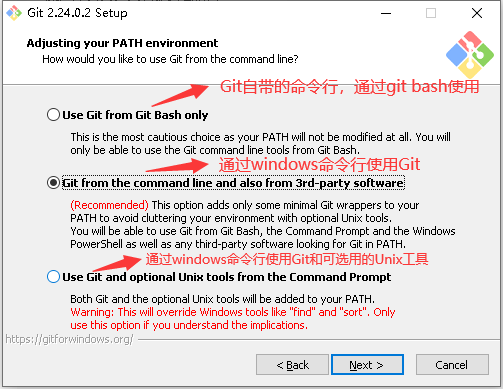 Git 2.24.0.2 Setup
Adjusting your PATH environment
How would you like to use Git from the command line?
Git自带的命令行，通过git bash使用
Use Git from Git Bash only
This is the most cautious choice as your PATH will not be modified at all. You will
only be able to use the Git command line tools from Git Bash.
通过windows命令行使用Git
Git from the command line and also from 3rd-party software
(Recommended) This option adds only some minimal Git wrappers to your
PATH to avoid cluttering your environment with optional Unix tools.
You will be able to use Git from Git Bash, the Command Prompt and the Windows
PowerShell as well as any third-party software looking for Git in PATH.
通过windows命令行使用Git和可选用的Unix工具
Use Git and optional Unix tools from the Command Prompt
Both Git and the optional Unix tools will be added to your PATH.
Warning: This will override Windows tools like "find" and "sort". Only
use this option if you understand the implications.
https://gitforwindows.org/
< Back
Next >
Cancel